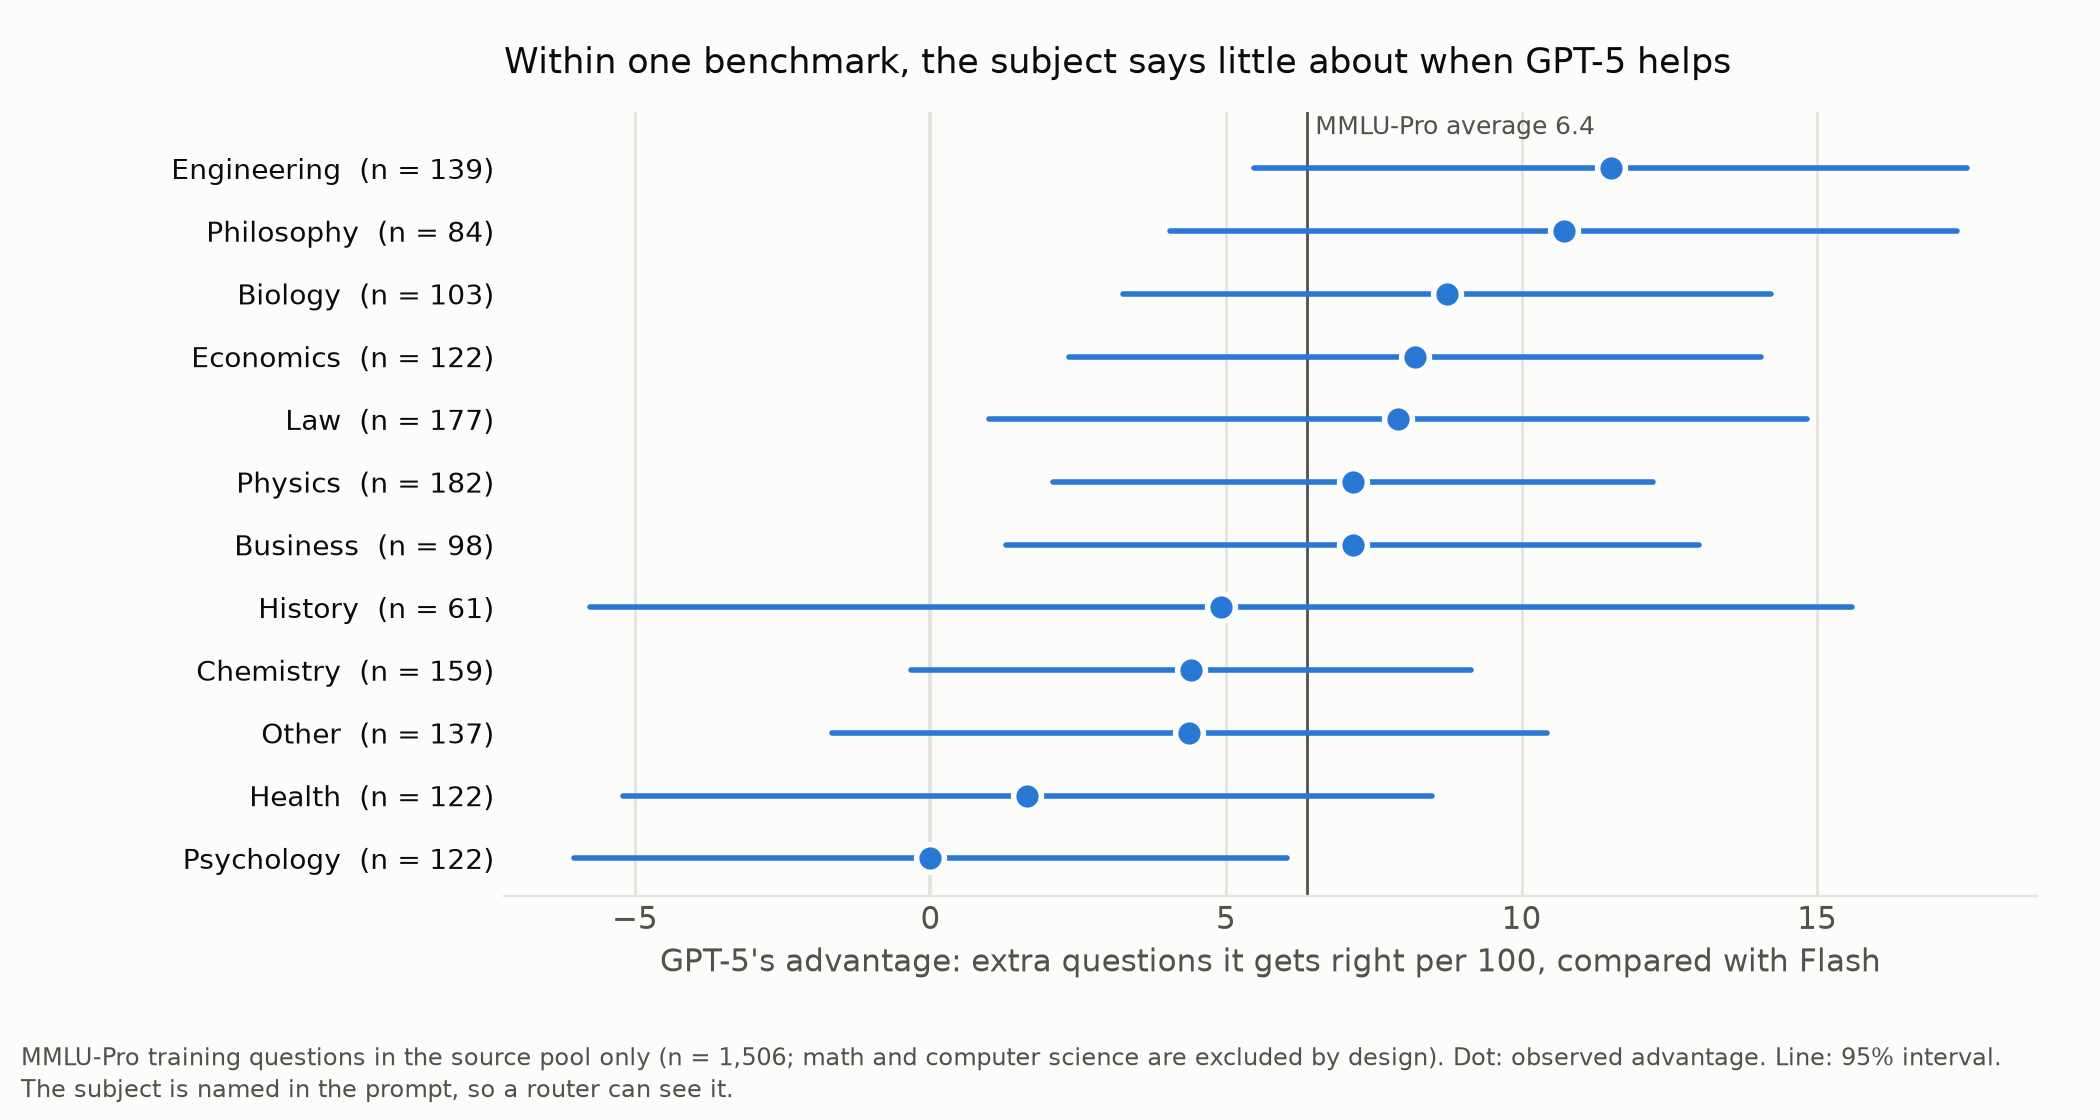 Within one benchmark, the subject says little about when GPT-5 helps
MMLU-Pro average 6.4
Engineering (n = 139)
Philosophy (n = 84)
Biology (n = 103)
Economics (n = 122)
Law (n = 177)
Physics (n = 182)
Business (n = 98)
History (n = 61)
Chemistry (n = 159)
Other (n = 137)
Health (n = 122)
Psychology (n = 122)
−5 0 5 10 15
GPT-5's advantage: extra questions it gets right per 100, compared with Flash
MMLU-Pro training questions in the source pool only (n = 1,506; math and computer science are excluded by design). Dot: observed advantage. Line: 95% interval.
The subject is named in the prompt, so a router can see it.